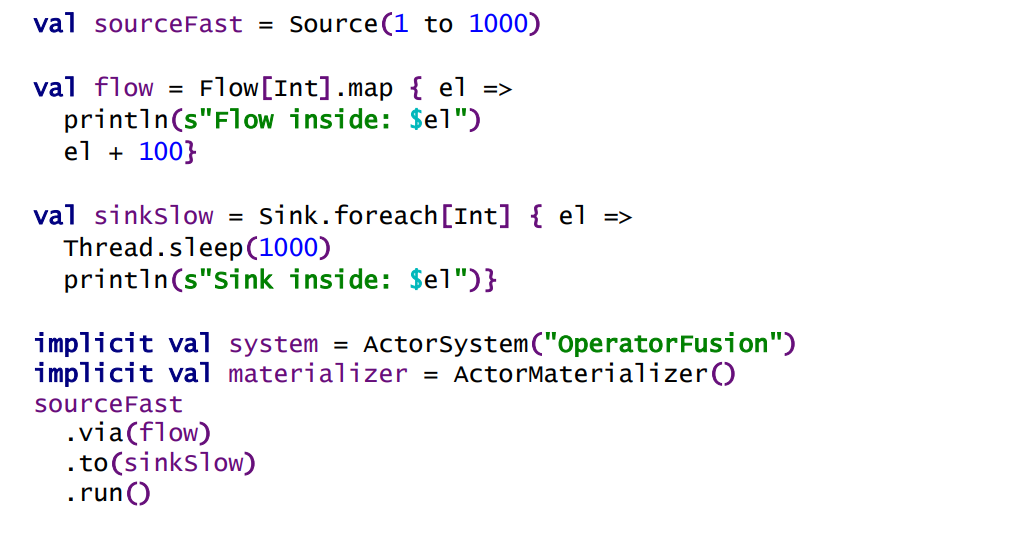 val sourceFast = Source(1 to 1000)

val flow = Flow[Int].map { el =>
  println(s"Flow inside: $el")
  el + 100}

val sinkSlow = Sink.foreach[Int] { el =>
  Thread.sleep(1000)
  println(s"Sink inside: $el")}

implicit val system = ActorSystem("OperatorFusion")
implicit val materializer = ActorMaterializer()
sourceFast
  .via(flow)
  .to(sinkSlow)
  .run()